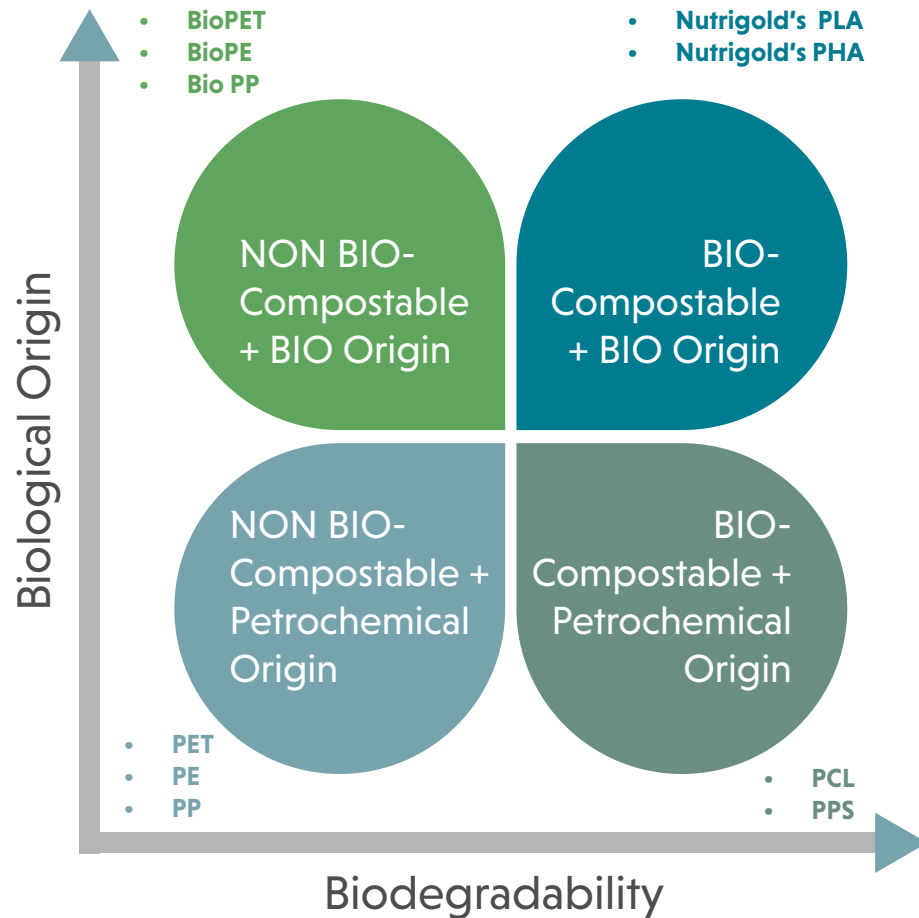 • BioPET
• BioPE
• Bio PP
• Nutrigold's PLA
• Nutrigold's PHA
NON BIO-
Compostable
+ BIO Origin
BIO-
Compostable
+ BIO Origin
Biological Origin
NON BIO-
Compostable +
Petrochemical
Origin
BIO-
Compostable +
Petrochemical
Origin
• PET
• PE
• PP
• PCL
• PPS
Biodegradability